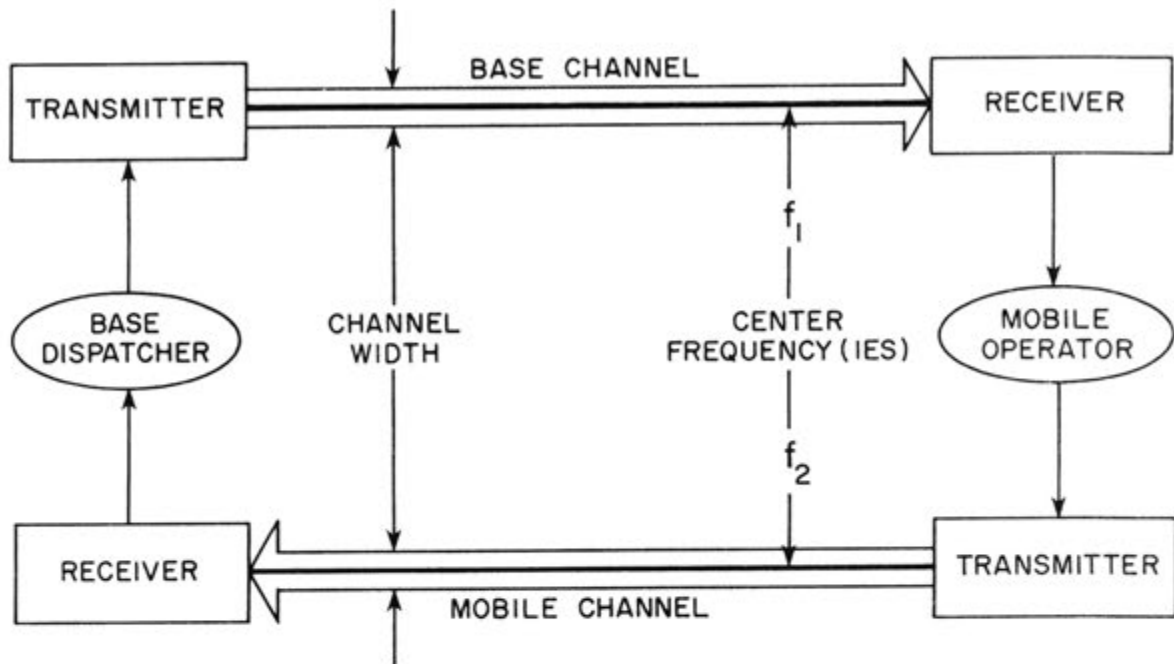 BASE CHANNEL
TRANSMITTER
RECEIVER
f1
BASE
DISPATCHER
CHANNEL
WIDTH
CENTER
FREQUENCY (IES)
MOBILE
OPERATOR
f2
RECEIVER
TRANSMITTER
MOBILE CHANNEL